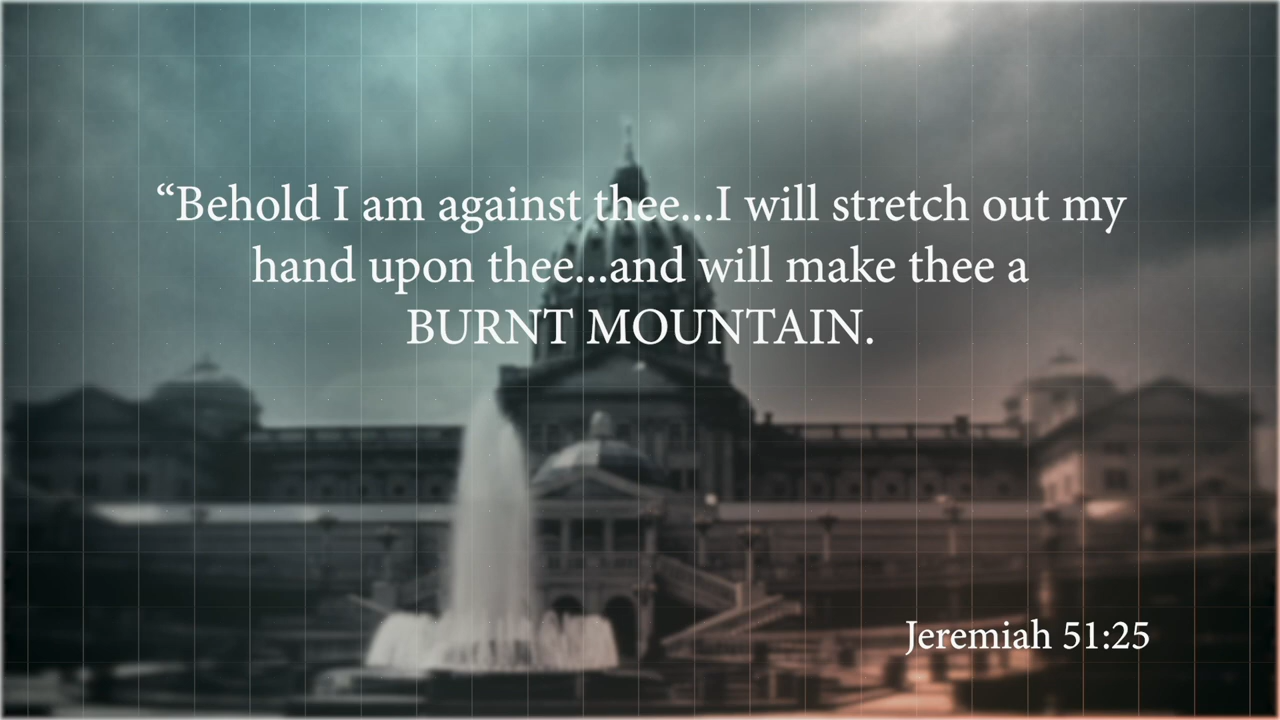 “Behold I am against thee...I will stretch out my
hand upon thee...and will make thee a
BURNT MOUNTAIN.
Jeremiah 51:25